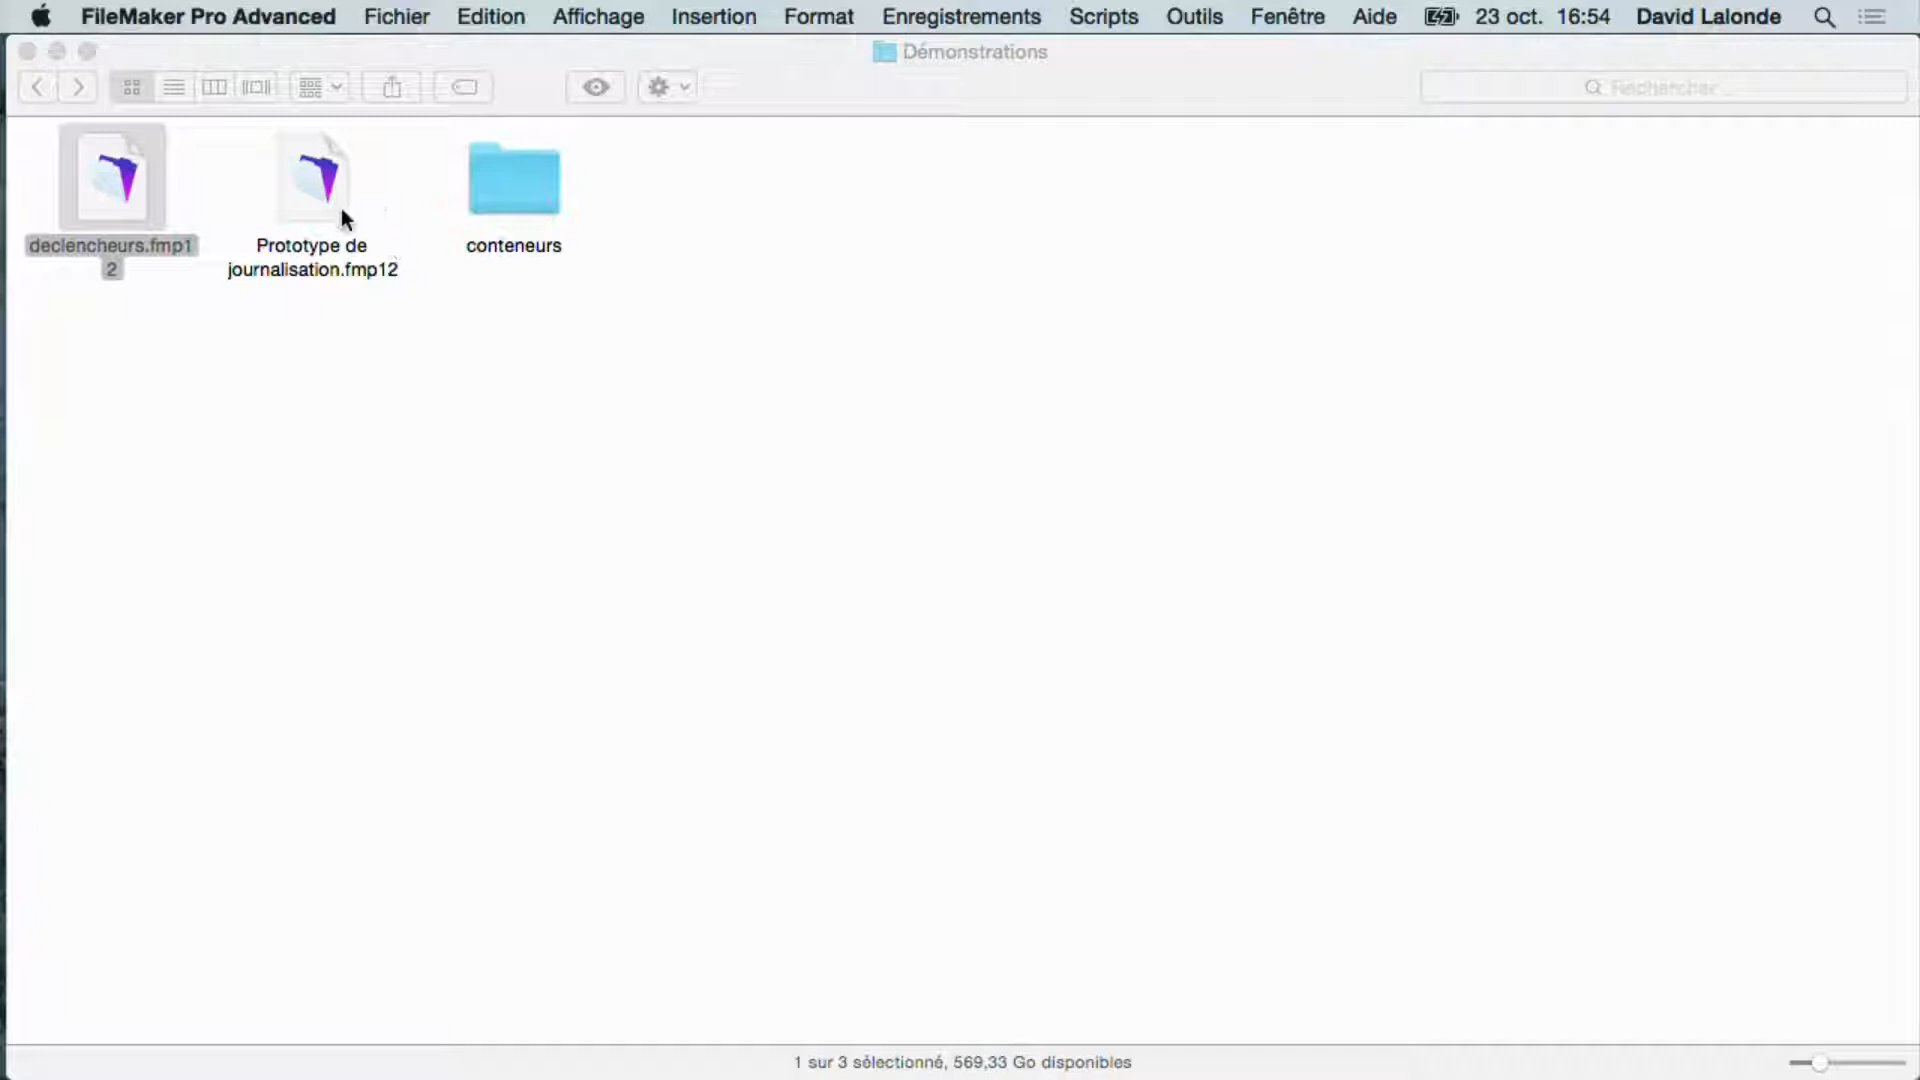 FileMaker Pro Advanced Fichier Edition Affichage Insertion Format Enregistrements Scripts Outils Fenêtre Aide 23 oct. 16:54 David Lalonde
Démonstrations
Rechercher
declencheurs.fmp1
2
Prototype de
journalisation.fmp12
conteneurs
1 sur 3 sélectionné, 569,33 Go disponibles